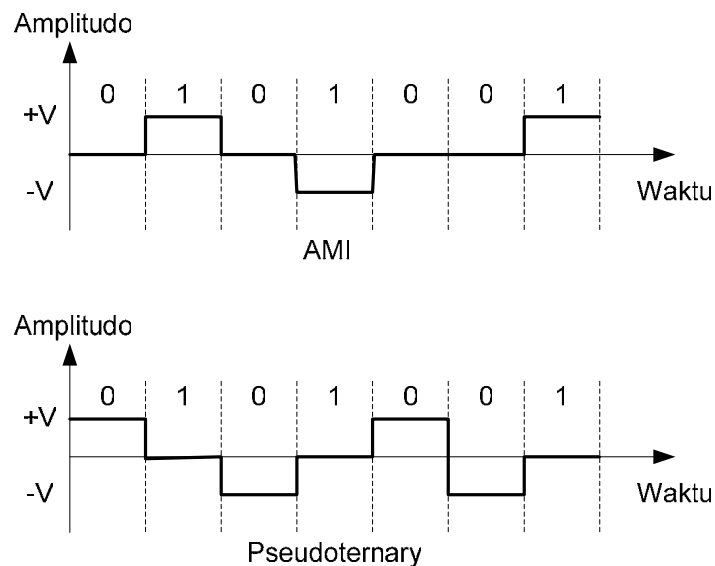 Amplitudo
0 1 0 1 0 0 1
+V
-V
Waktu
AMI
Amplitudo
0 1 0 1 0 0 1
+V
-V
Waktu
Pseudoternary